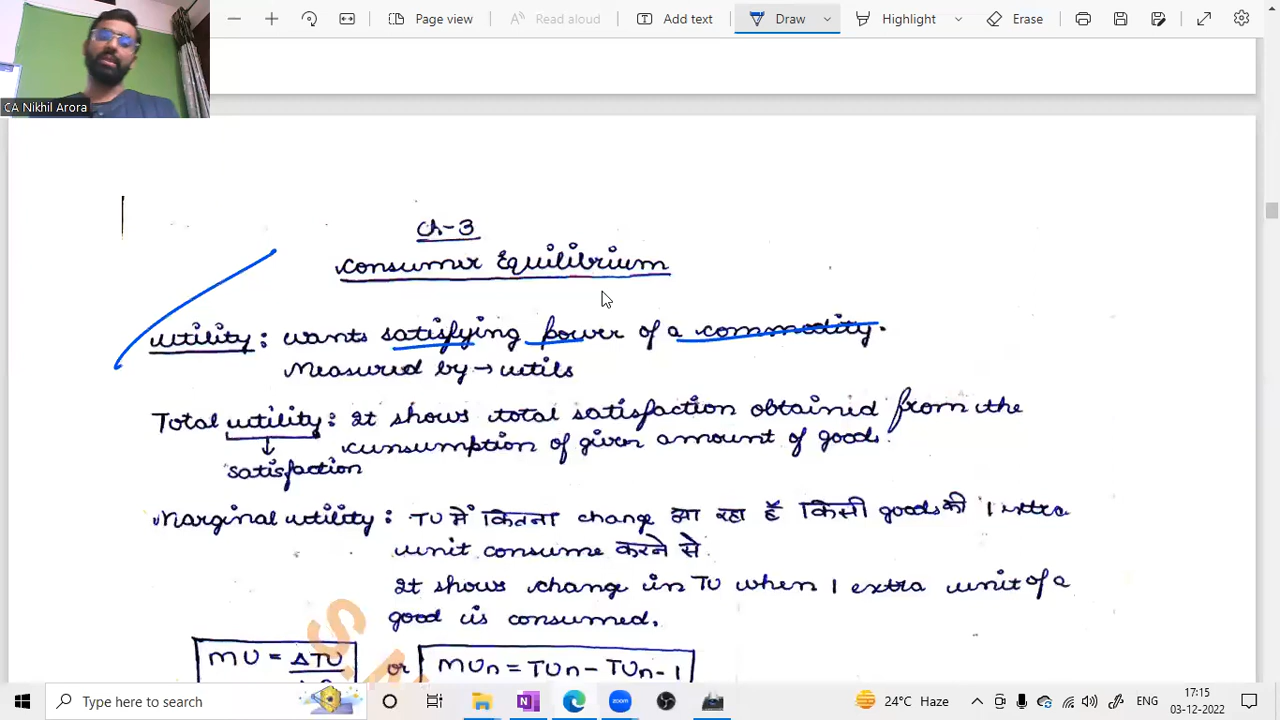 Page view
Read aloud
Add text
Draw
Highlight
Erase
CA Nikhil Arora
Ch-3
Consumer Equilibrium
Utility: wants satisfying power of a commodity.
Measured by → utils
Total utility: It shows total satisfaction obtained from the
cunsumption of given amount of goods.
↓
satisfaction
Marginal utility: TU में कितना change आ रहा है किसी goods की 1 extra
unit consume करने से
It shows change in TU when 1 extra unit of a
good is consumed.
MU = ΔTU or MUn = TUn - TUn-1
Type here to search
24°C Haze
ENG
17:15
03-12-2022